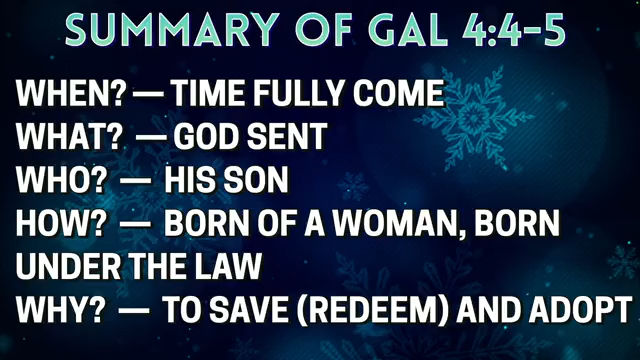 SUMMARY OF GAL 4:4-5
WHEN? — TIME FULLY COME
WHAT? — GOD SENT
WHO? — HIS SON
HOW? — BORN OF A WOMAN, BORN
UNDER THE LAW
WHY? — TO SAVE (REDEEM) AND ADOPT